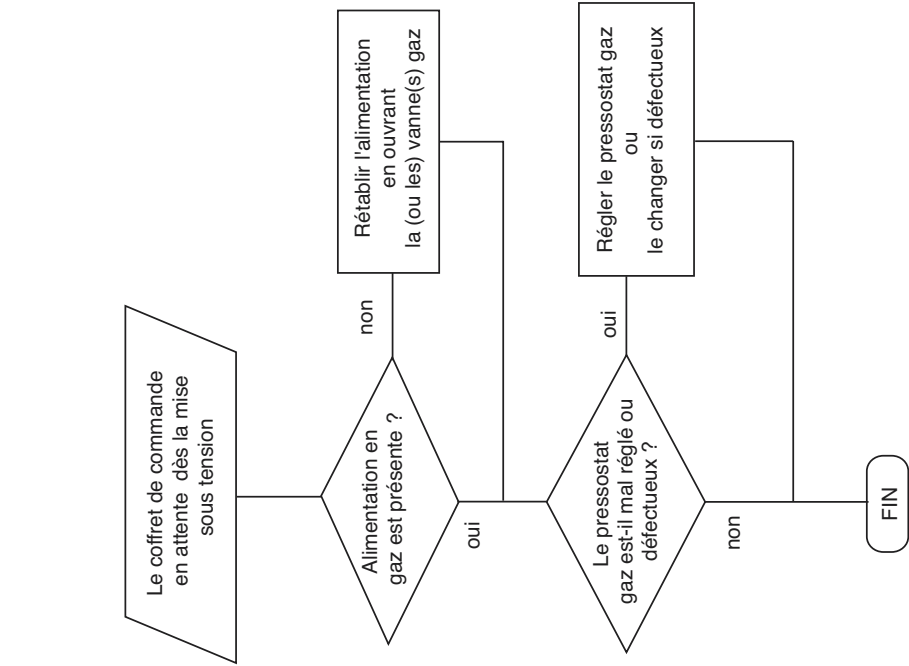 Le coffret de commande
en attente dès la mise
sous tension
Alimentation en
gaz est présente ?
non
Rétablir l'alimentation
en ouvrant
la (ou les) vanne(s) gaz
oui
Le pressostat
gaz est-il mal réglé ou
défectueux ?
oui
Régler le pressostat gaz
ou
le changer si défectueux
non
FIN